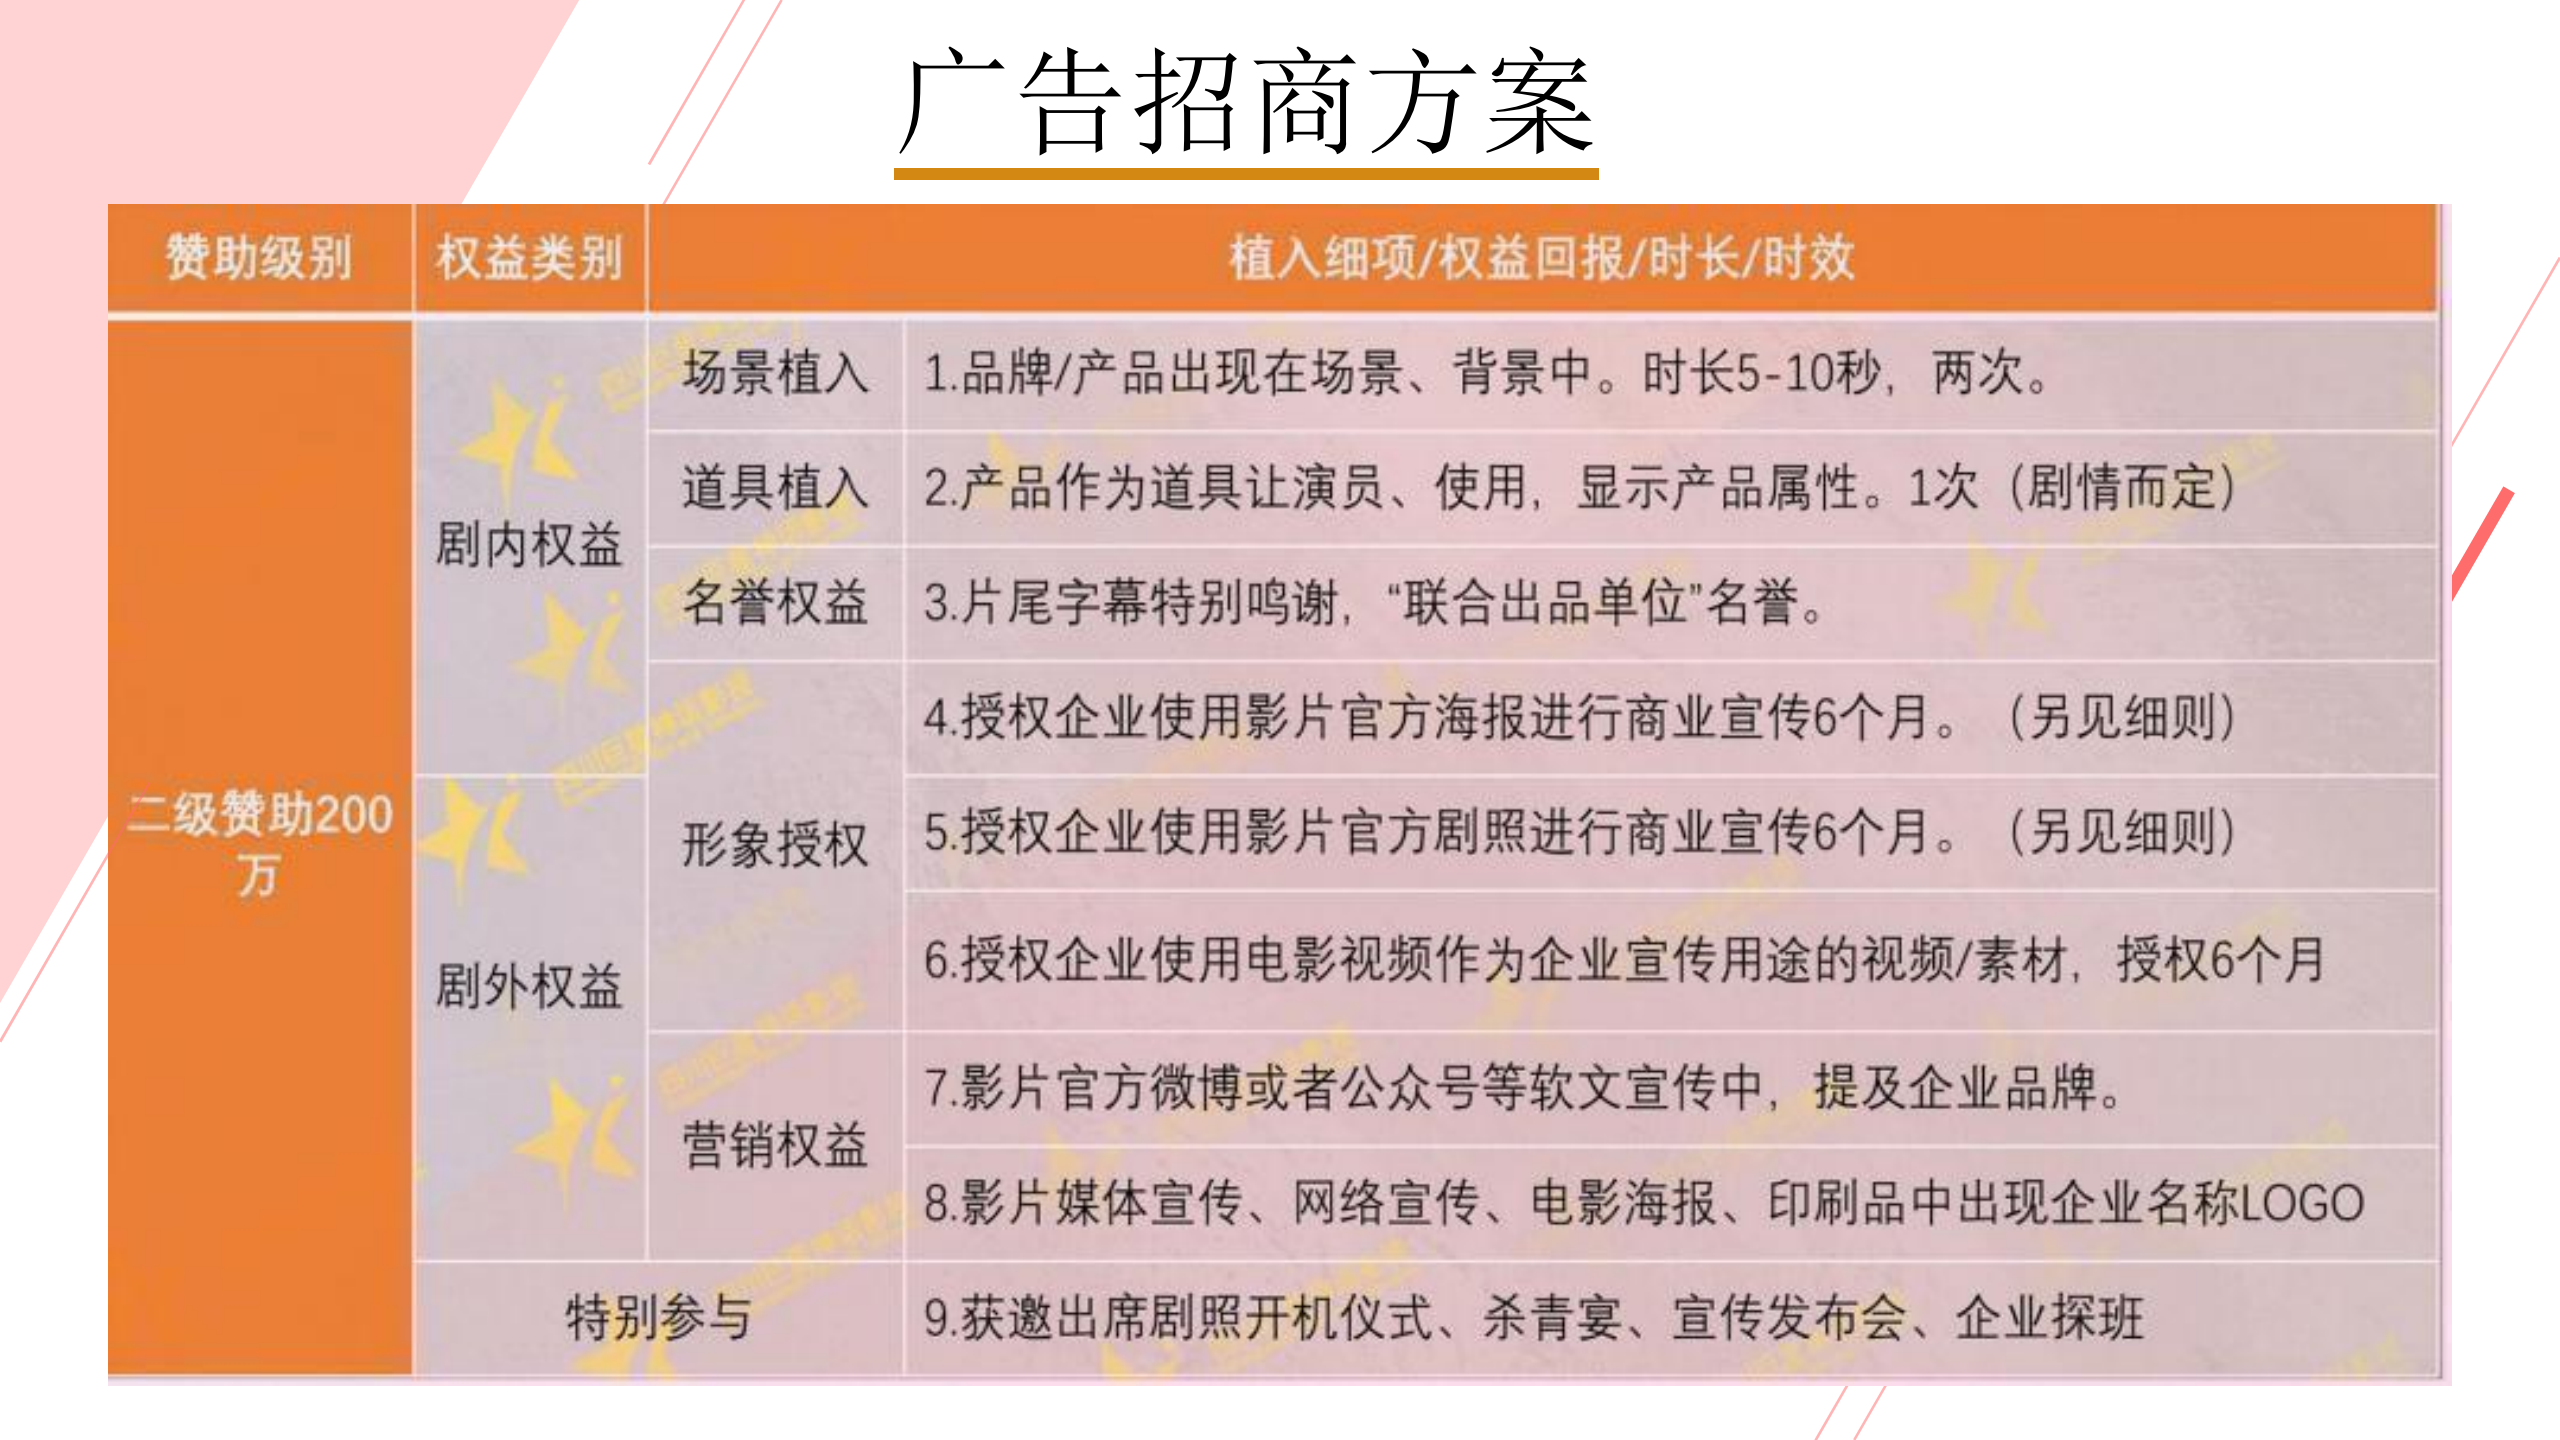 广告招商方案
赞助级别 权益类别 植入细项/权益回报/时长/时效
二级赞助200
万
剧内权益
场景植入 1.品牌/产品出现在场景、背景中。时长5-10秒，两次。
道具植入 2.产品作为道具让演员、使用，显示产品属性。1次（剧情而定）
名誉权益 3.片尾字幕特别鸣谢，“联合出品单位”名誉。
形象授权
4.授权企业使用影片官方海报进行商业宣传6个月。（另见细则）
剧外权益
5.授权企业使用影片官方剧照进行商业宣传6个月。（另见细则）
6.授权企业使用电影视频作为企业宣传用途的视频/素材，授权6个月
营销权益
7.影片官方微博或者公众号等软文宣传中，提及企业品牌。
8.影片媒体宣传、网络宣传、电影海报、印刷品中出现企业名称LOGO
特别参与 9.获邀出席剧照开机仪式、杀青宴、宣传发布会、企业探班